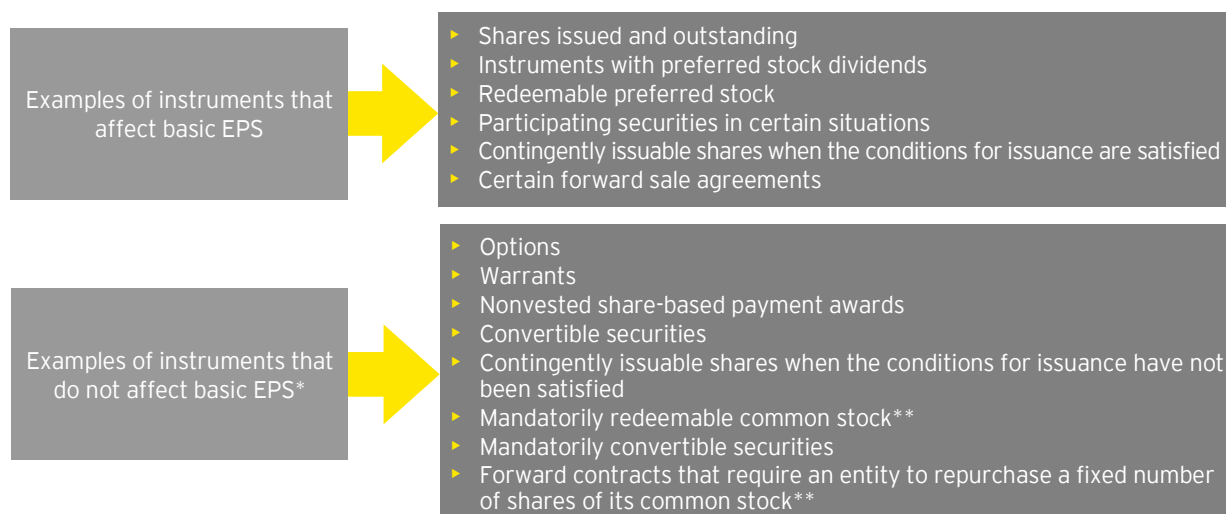 Examples of instruments that
affect basic EPS
▸ Shares issued and outstanding
▸ Instruments with preferred stock dividends
▸ Redeemable preferred stock
▸ Participating securities in certain situations
▸ Contingently issuable shares when the conditions for issuance are satisfied
▸ Certain forward sale agreements
Examples of instruments that
do not affect basic EPS*
▸ Options
▸ Warrants
▸ Nonvested share-based payment awards
▸ Convertible securities
▸ Contingently issuable shares when the conditions for issuance have not
been satisfied
▸ Mandatorily redeemable common stock**
▸ Mandatorily convertible securities
▸ Forward contracts that require an entity to repurchase a fixed number
of shares of its common stock**